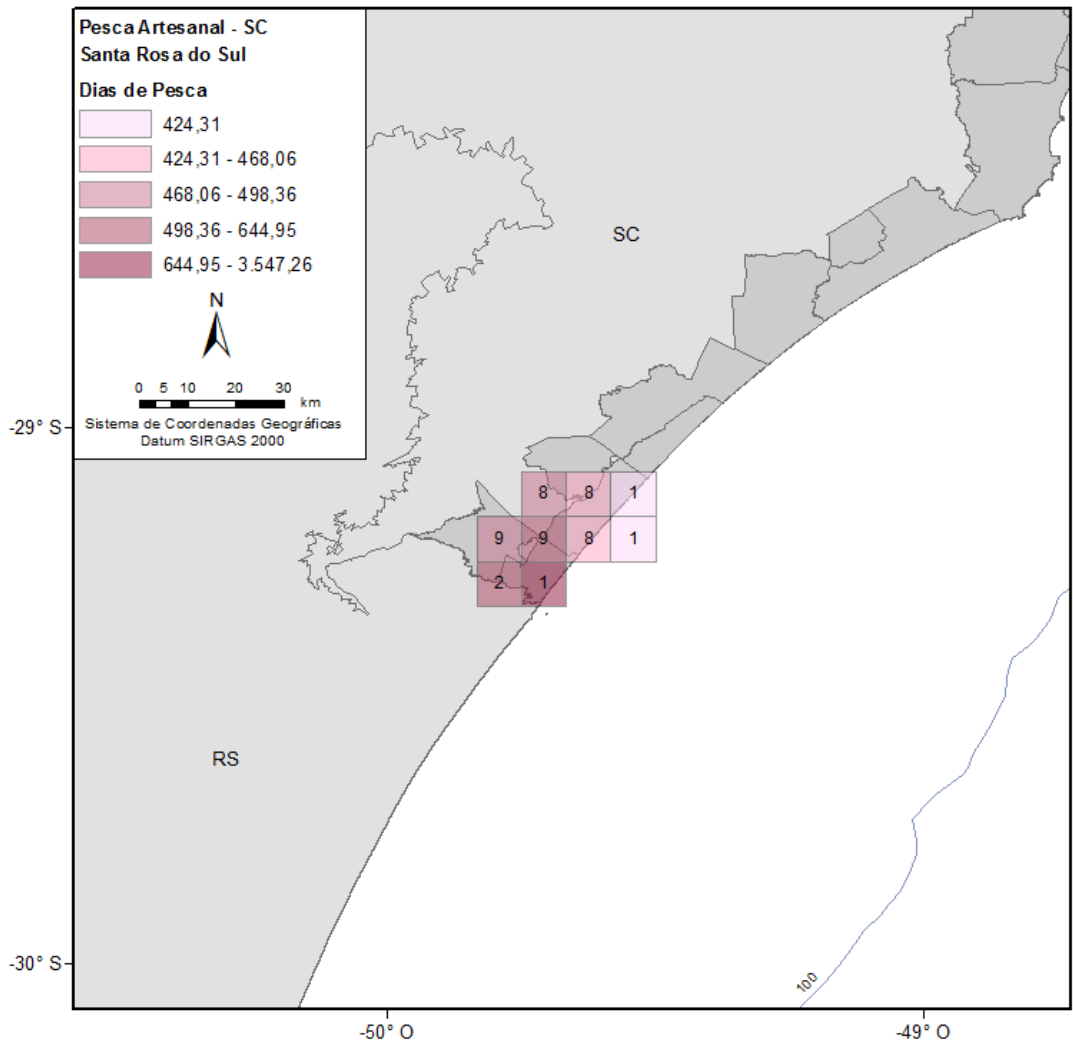 Pesca Artesanal - SC
Santa Rosa do Sul
Dias de Pesca
424,31
424,31 - 468,06
468,06 - 498,36
498,36 - 644,95
644,95 - 3.547,26
N
0 5 10 20 30
km
Sistema de Coordenadas Geográficas
Datum SIRGAS 2000
SC
-29° S
8 8 1
9 9 8 1
2 1
RS
-30° S
100
-50° O -49° O